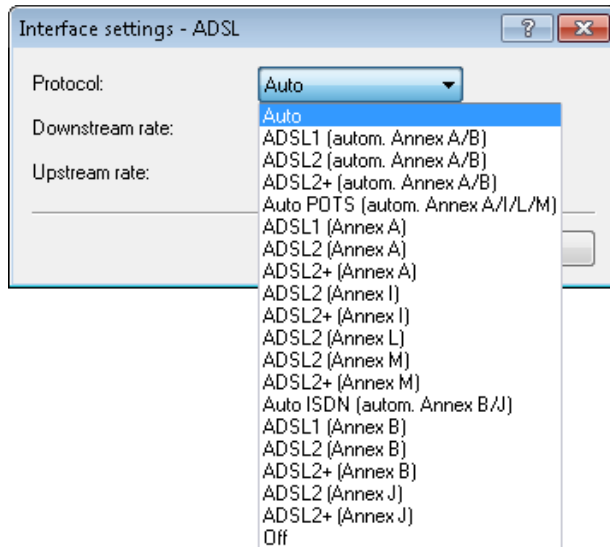 Interface settings - ADSL
Protocol:
Auto
Downstream rate:
Upstream rate:
Auto
ADSL1 (autom. Annex A/B)
ADSL2 (autom. Annex A/B)
ADSL2+ (autom. Annex A/B)
Auto POTS (autom. Annex A/I/L/M)
ADSL1 (Annex A)
ADSL2 (Annex A)
ADSL2+ (Annex A)
ADSL2 (Annex I)
ADSL2+ (Annex I)
ADSL2 (Annex L)
ADSL2 (Annex M)
ADSL2+ (Annex M)
Auto ISDN (autom. Annex B/J)
ADSL1 (Annex B)
ADSL2 (Annex B)
ADSL2+ (Annex B)
ADSL2 (Annex J)
ADSL2+ (Annex J)
Off